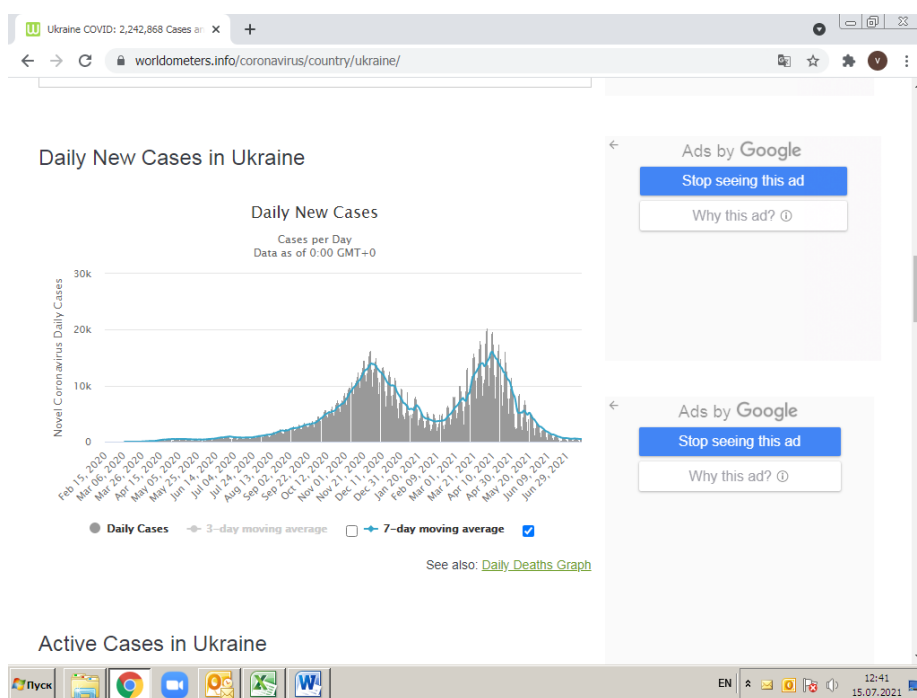 Ukraine COVID: 2,242,868 Cases an
worldometers.info/coronavirus/country/ukraine/
V
Daily New Cases in Ukraine
Daily New Cases
Cases per Day
Data as of 0:00 GMT+0
Novel Coronavirus Daily Cases
30k
20k
10k
0
Feb 15, 2020
Mar 06, 2020
Mar 26, 2020
Apr 15, 2020
May 05, 2020
May 25, 2020
Jun 14, 2020
Jul 04, 2020
Jul 24, 2020
Aug 13, 2020
Sep 02, 2020
Sep 22, 2020
Oct 12, 2020
Nov 01, 2020
Nov 21, 2020
Dec 11, 2020
Dec 31, 2020
Jan 20, 2021
Feb 09, 2021
Mar 01, 2021
Mar 21, 2021
Apr 10, 2021
Apr 30, 2021
May 20, 2021
Jun 09, 2021
Jun 29, 2021
Daily Cases 3-day moving average 7-day moving average
See also: Daily Deaths Graph
Active Cases in Ukraine
Ads by Google
Stop seeing this ad
Why this ad?
Ads by Google
Stop seeing this ad
Why this ad?
Пуск
EN
12:41
15.07.2021